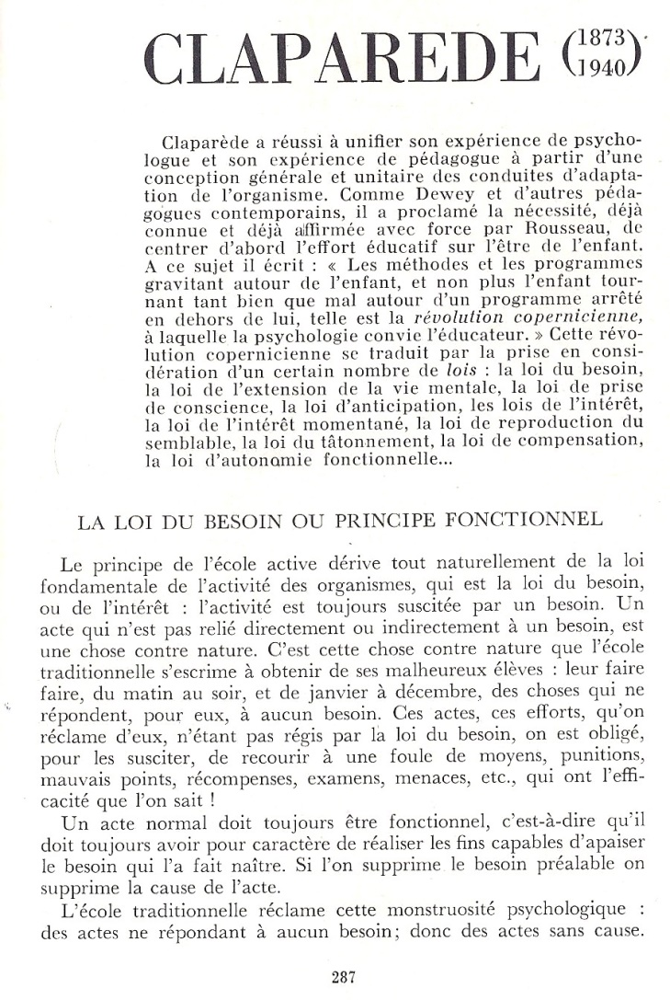 CLAPAREDE (1873
1940)
Claparède a réussi à unifier son expérience de psycho-
logue et son expérience de pédagogue à partir d'une
conception générale et unitaire des conduites d'adapta-
tion de l'organisme. Comme Dewey et d'autres péda-
gogues contemporains, il a proclamé la nécessité, déjà
connue et déjà affirmée avec force par Rousseau, de
centrer d'abord l'effort éducatif sur l'être de l'enfant.
A ce sujet il écrit : « Les méthodes et les programmes
gravitant autour de l'enfant, et non plus l'enfant tour-
nant tant bien que mal autour d'un programme arrêté
en dehors de lui, telle est la révolution copernicienne,
à laquelle la psychologie convie l'éducateur. » Cette révo-
lution copernicienne se traduit par la prise en consi-
dération d'un certain nombre de lois : la loi du besoin,
la loi de l'extension de la vie mentale, la loi de prise
de conscience, la loi d'anticipation, les lois de l'intérêt,
la loi de l'intérêt momentané, la loi de reproduction du
semblable, la loi du tâtonnement, la loi de compensation,
la loi d'autonomie fonctionnelle...
LA LOI DU BESOIN OU PRINCIPE FONCTIONNEL
Le principe de l'école active dérive tout naturellement de la loi
fondamentale de l'activité des organismes, qui est la loi du besoin,
ou de l'intérêt : l'activité est toujours suscitée par un besoin. Un
acte qui n'est pas relié directement ou indirectement à un besoin, est
une chose contre nature. C'est cette chose contre nature que l'école
traditionnelle s'escrime à obtenir de ses malheureux élèves : leur faire
faire, du matin au soir, et de janvier à décembre, des choses qui ne
répondent, pour eux, à aucun besoin. Ces actes, ces efforts, qu'on
réclame d'eux, n'étant pas régis par la loi du besoin, on est obligé,
pour les susciter, de recourir à une foule de moyens, punitions,
mauvais points, récompenses, examens, menaces, etc., qui ont l'effi-
cacité que l'on sait !
Un acte normal doit toujours être fonctionnel, c'est-à-dire qu'il
doit toujours avoir pour caractère de réaliser les fins capables d'apaiser
le besoin qui l'a fait naître. Si l'on supprime le besoin préalable on
supprime la cause de l'acte.
L'école traditionnelle réclame cette monstruosité psychologique :
des actes ne répondant à aucun besoin; donc des actes sans cause.
287